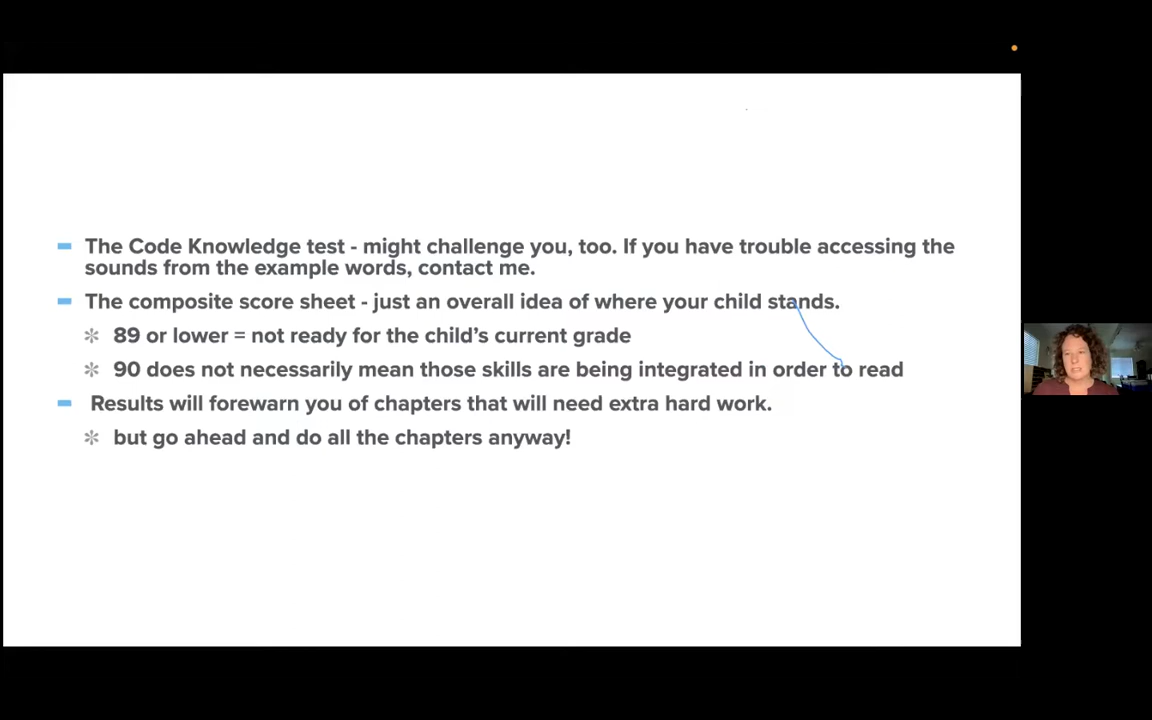 The Code Knowledge test - might challenge you, too. If you have trouble accessing the
sounds from the example words, contact me.
The composite score sheet - just an overall idea of where your child stands.
89 or lower = not ready for the child's current grade
90 does not necessarily mean those skills are being integrated in order to read
Results will forewarn you of chapters that will need extra hard work.
but go ahead and do all the chapters anyway!